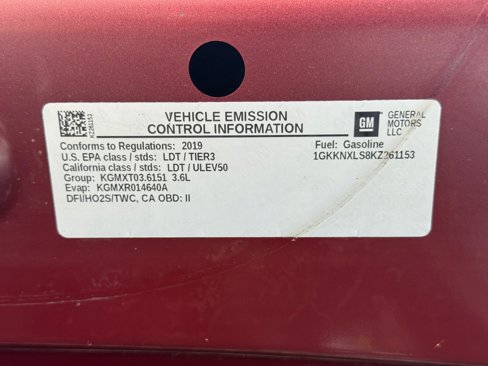 KZ261153
VEHICLE EMISSION
CONTROL INFORMATION
GM
GENERAL
MOTORS
LLC
Conforms to Regulations: 2019
Fuel: Gasoline
U.S. EPA class / stds: LDT / TIER3
1GKKNXLS8KZ261153
California class / stds: LDT / ULEV50
Group: KGMXT03.6151 3.6L
Evap: KGMXR014640A
DFI/HO2S/TWC, CA OBD: II